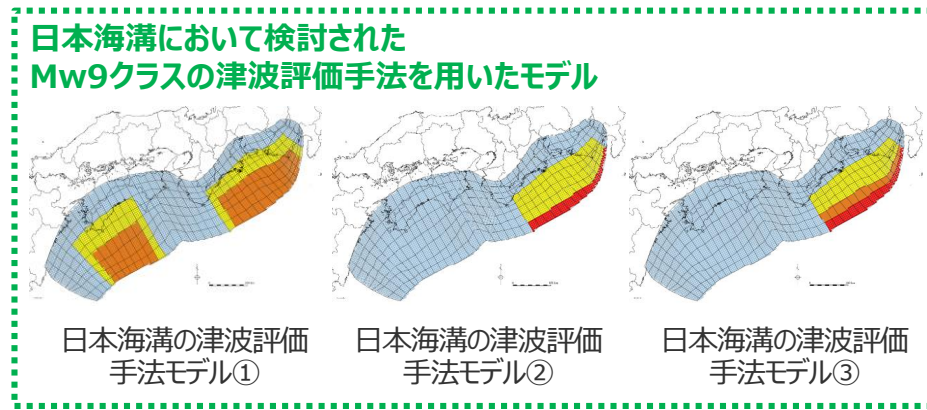 日本海溝において検討された
Mw9クラスの津波評価手法を用いたモデル
日本海溝の津波評価
手法モデル①
日本海溝の津波評価
手法モデル②
日本海溝の津波評価
手法モデル③